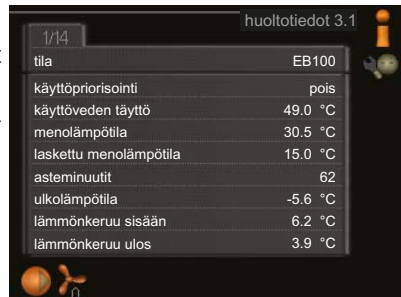 huoltotiedot 3.1
1/14
tila EB100
käyttöpriorisointi pois
käyttöveden täyttö 49.0 °C
menolämpötila 30.5 °C
laskettu menolämpötila 15.0 °C
asteminuutit 62
ulkolämpötila -5.6 °C
lämmönkeruu sisään 6.2 °C
lämmönkeruu ulos 3.9 °C